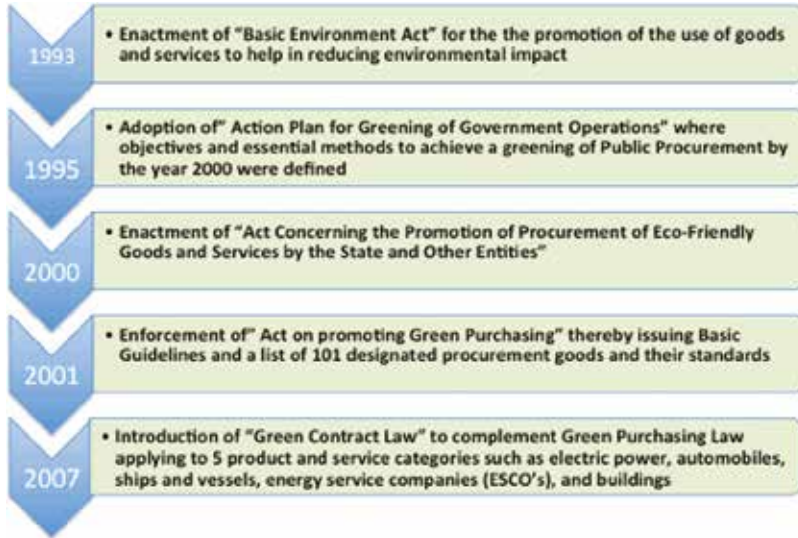 1993
• Enactment of “Basic Environment Act” for the the promotion of the use of goods
and services to help in reducing environmental impact
1995
• Adoption of” Action Plan for Greening of Government Operations” where
objectives and essential methods to achieve a greening of Public Procurement by
the year 2000 were defined
2000
• Enactment of “Act Concerning the Promotion of Procurement of Eco-Friendly
Goods and Services by the State and Other Entities”
2001
• Enforcement of” Act on promoting Green Purchasing” thereby issuing Basic
Guidelines and a list of 101 designated procurement goods and their standards
2007
• Introduction of “Green Contract Law” to complement Green Purchasing Law
applying to 5 product and service categories such as electric power, automobiles,
ships and vessels, energy service companies (ESCO’s), and buildings